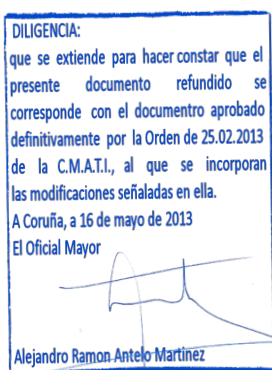 DILIGENCIA:
que se extiende para hacer constar que el
presente documento refundido se
corresponde con el documentro aprobado
definitivamente por la Orden de 25.02.2013
de la C.M.A.T.I., al que se incorporan
las modificaciones señaladas en ella.
A Coruña, a 16 de mayo de 2013
El Oficial Mayor
Alejandro Ramon Antelo Martinez